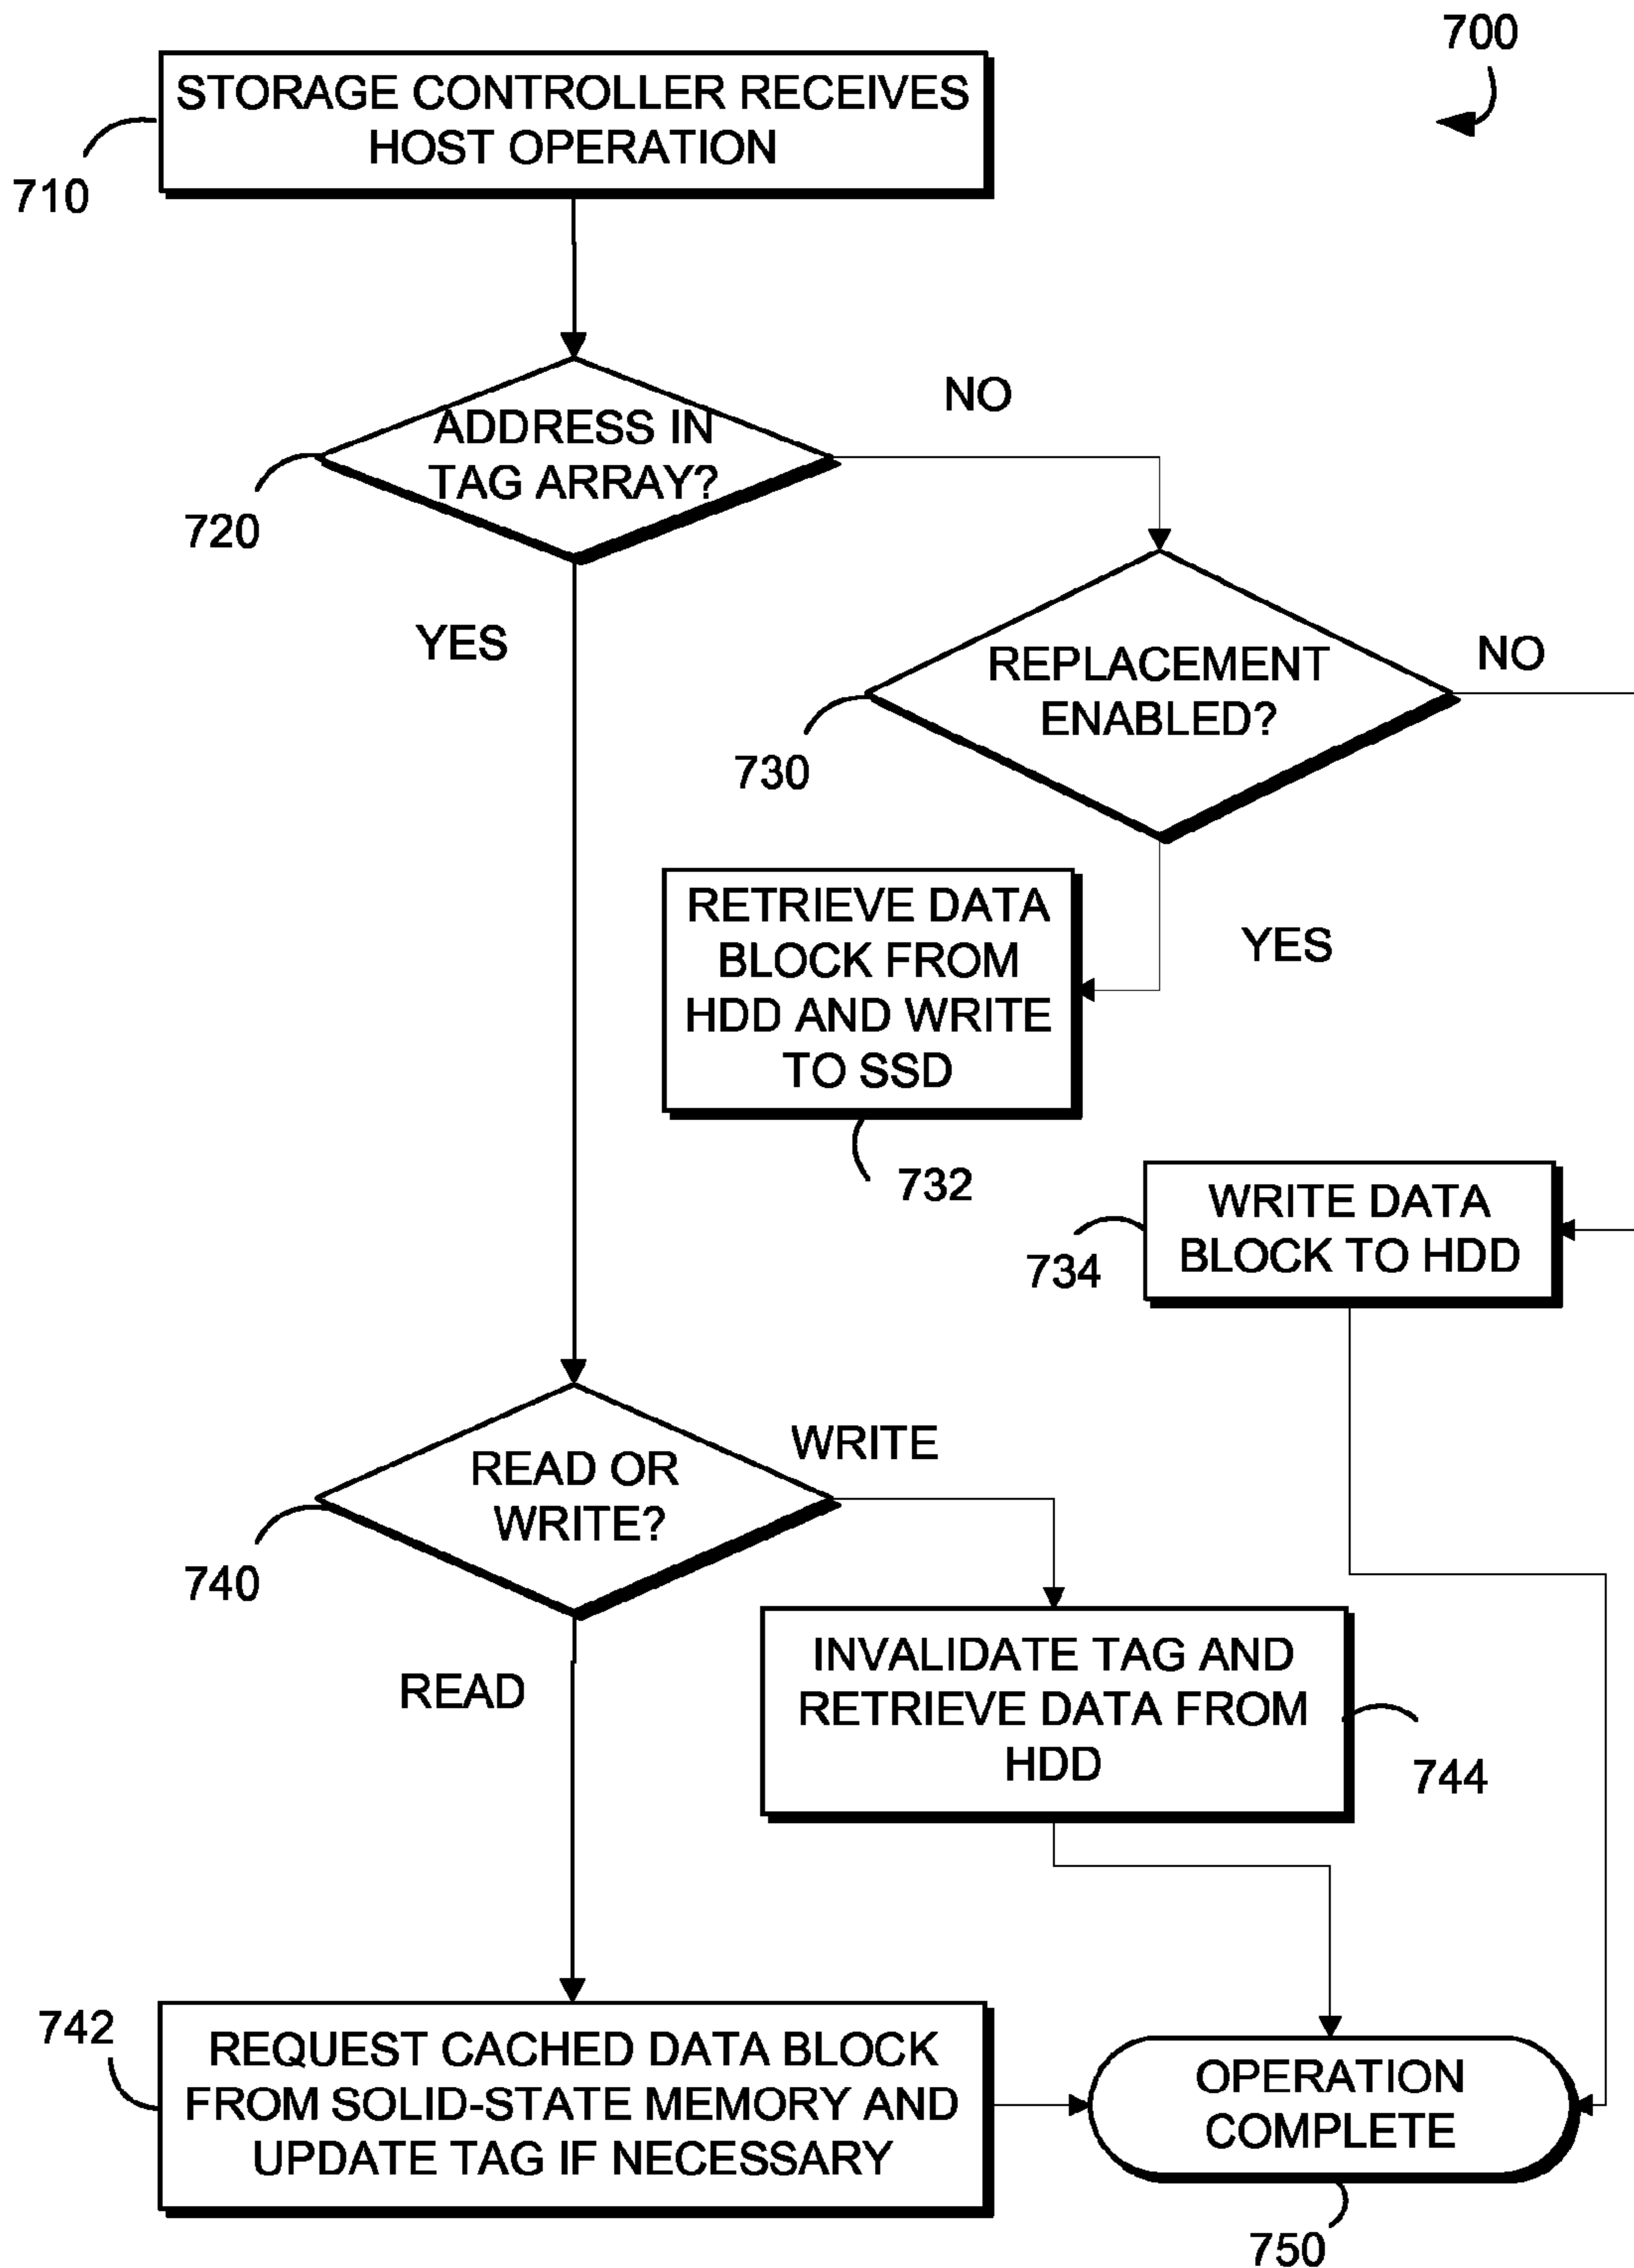 700
STORAGE CONTROLLER RECEIVES
HOST OPERATION
710
ADDRESS IN
TAG ARRAY?
720
NO
YES
REPLACEMENT
ENABLED?
730
NO
YES
RETRIEVE DATA
BLOCK FROM
HDD AND WRITE
TO SSD
732
WRITE DATA
BLOCK TO HDD
734
READ OR
WRITE?
740
WRITE
READ
INVALIDATE TAG AND
RETRIEVE DATA FROM
HDD
744
742
REQUEST CACHED DATA BLOCK
FROM SOLID-STATE MEMORY AND
UPDATE TAG IF NECESSARY
OPERATION
COMPLETE
750